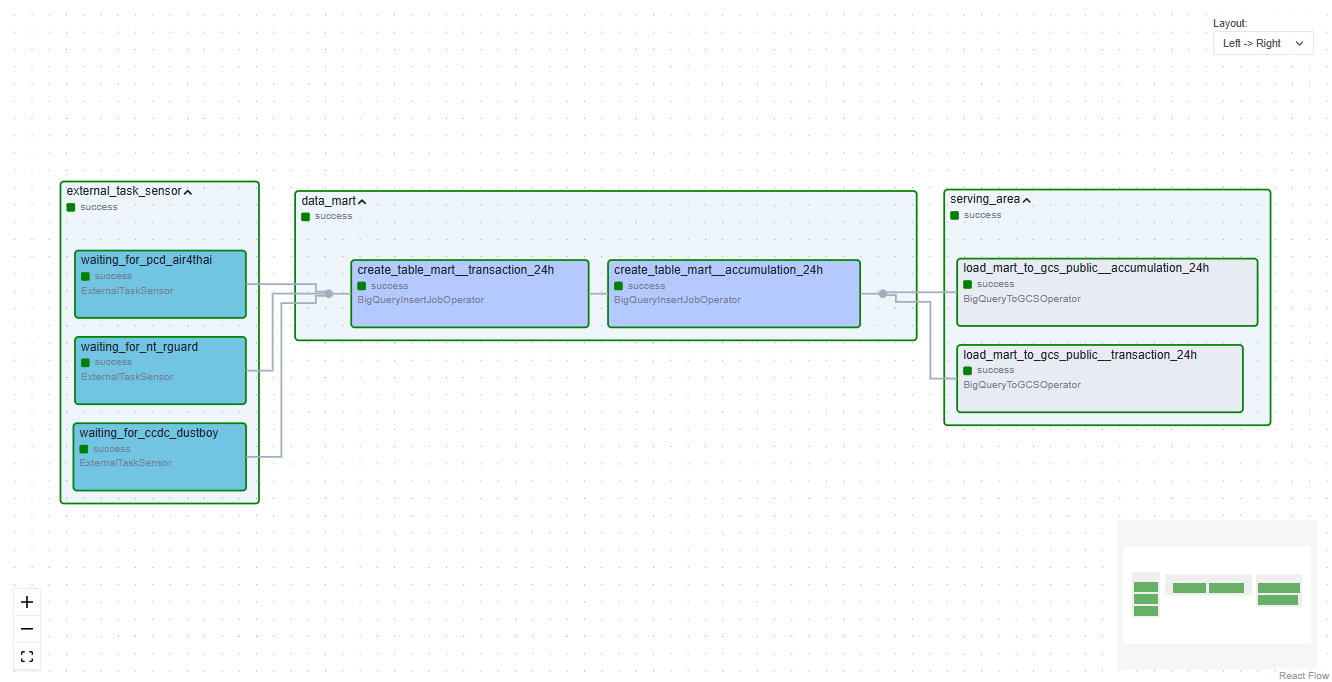 Layout:
Left -> Right
external_task_sensor
success
waiting_for_pcd_air4thai
success
ExternalTaskSensor
waiting_for_nt_rguard
success
ExternalTaskSensor
waiting_for_ccdc_dustboy
success
ExternalTaskSensor
data_mart
success
create_table_mart__transaction_24h
success
BigQueryInsertJobOperator
create_table_mart__accumulation_24h
success
BigQueryInsertJobOperator
serving_area
success
load_mart_to_gcs_public__accumulation_24h
success
BigQueryToGCSOperator
load_mart_to_gcs_public__transaction_24h
success
BigQueryToGCSOperator
React Flow